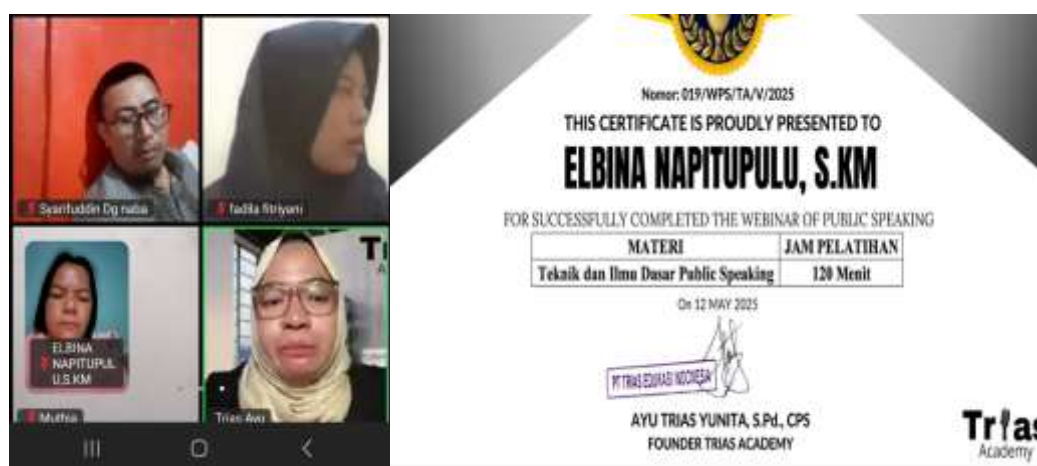 Syarifuddin Dg naba
fadila fitriyani
ELBINA
NAPITUPUL
U.S.KM
Muthia
Trias Ayu
Nomor: 019/WPS/TA/V/2025
THIS CERTIFICATE IS PROUDLY PRESENTED TO
ELBINA NAPITUPULU, S.KM
FOR SUCCESSFULLY COMPLETED THE WEBINAR OF PUBLIC SPEAKING
MATERI JAM PELATIHAN
Teknik dan Ilmu Dasar Public Speaking 120 Menit
On 12 MAY 2025
PT TRIAS EDUKASI INDONESIA
AYU TRIAS YUNITA, S.Pd., CPS
FOUNDER TRIAS ACADEMY
Trias
Academy